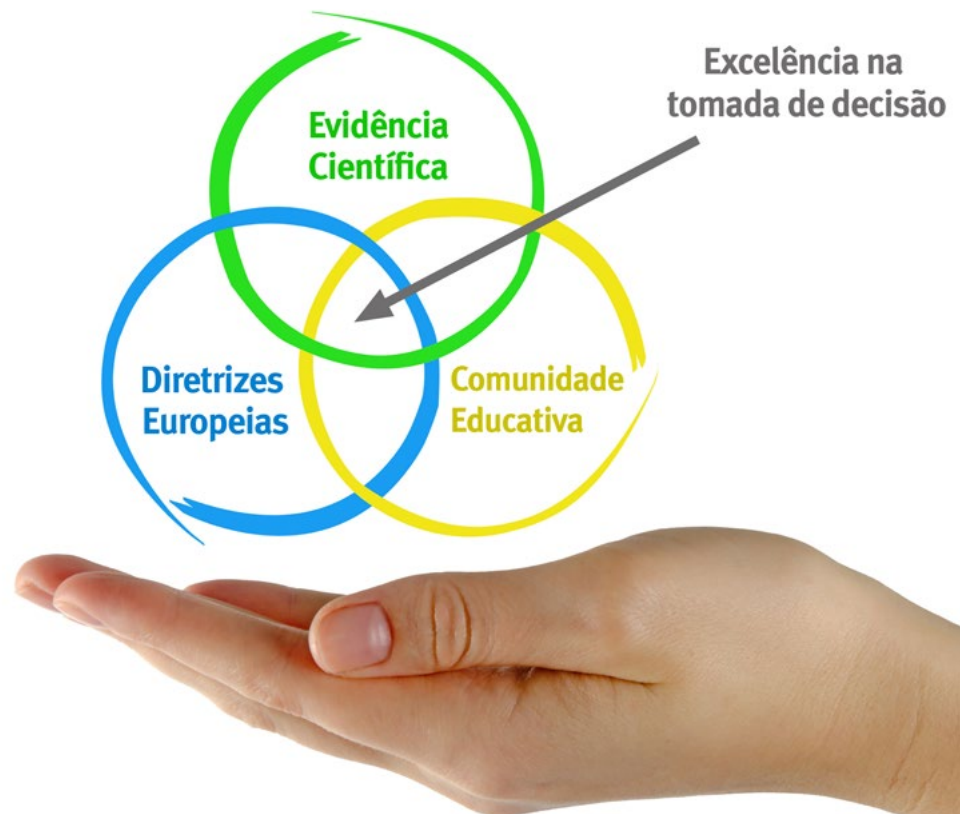 Excelência na
tomada de decisão
Evidência
Científica
Diretrizes
Europeias
Comunidade
Educativa